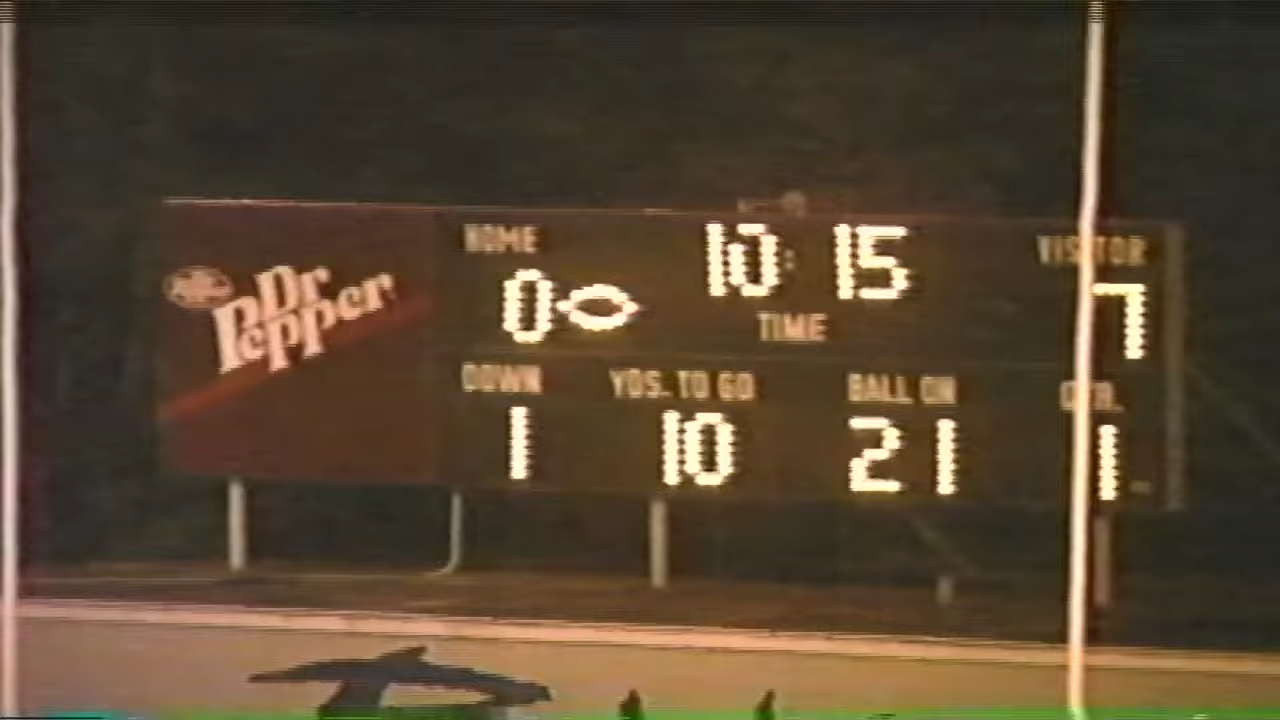 Dr
Pepper
HOME 10:15 VISITOR
0 TIME 7
DOWN YDS. TO GO BALL ON QTR.
1 10 21 1